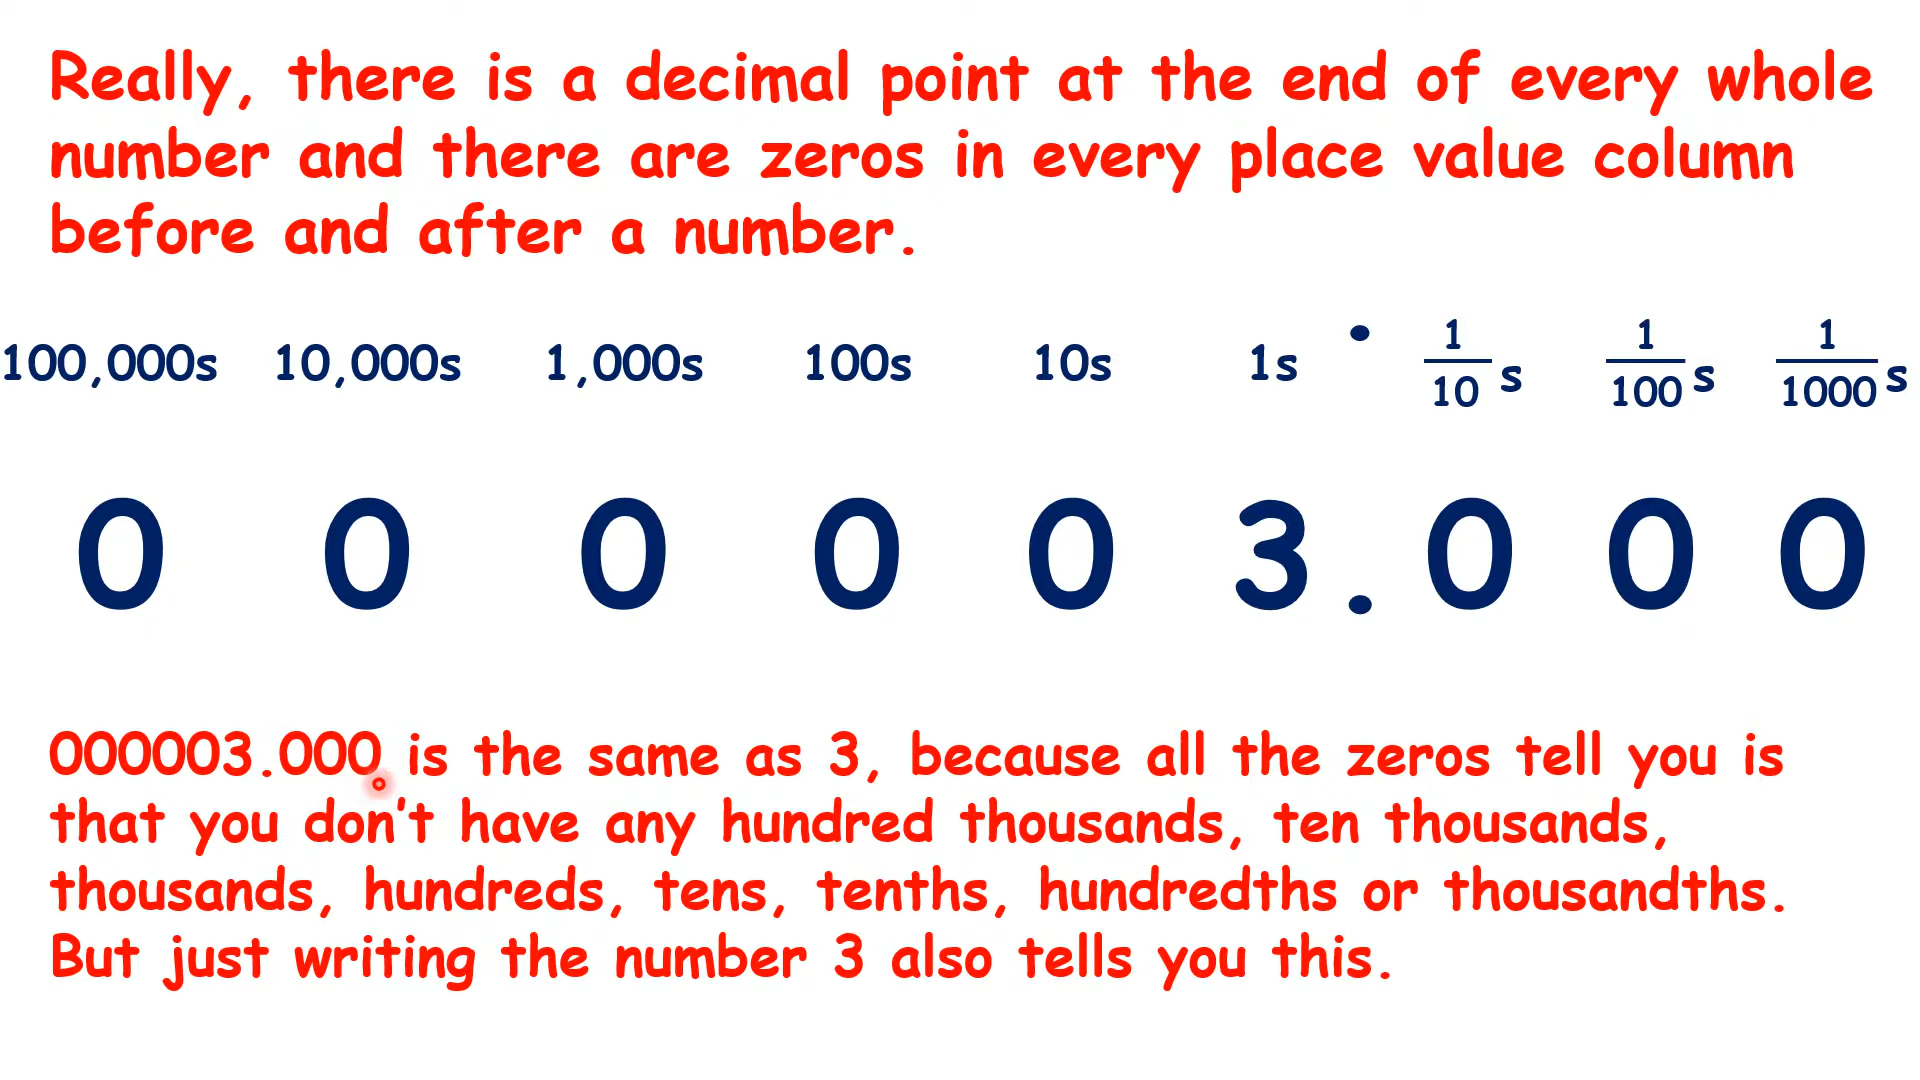 Really, there is a decimal point at the end of every whole
number and there are zeros in every place value column
before and after a number.
100,000s 10,000s 1,000s 100s 10s 1s . 1/10 s 1/100 s 1/1000 s
0 0 0 0 0 3 . 0 0 0
000003.000 is the same as 3, because all the zeros tell you is
that you don't have any hundred thousands, ten thousands,
thousands, hundreds, tens, tenths, hundredths or thousandths.
But just writing the number 3 also tells you this.